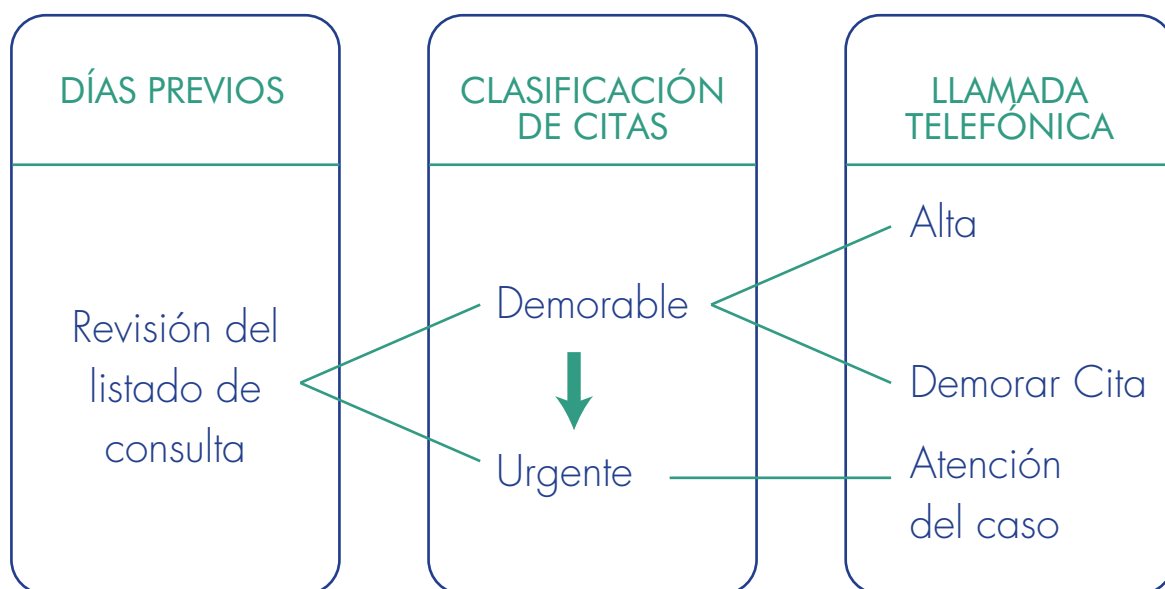 DÍAS PREVIOS
Revisión del
listado de
consulta
CLASIFICACIÓN
DE CITAS
Demorable
Urgente
LLAMADA
TELEFÓNICA
Alta
Demorar Cita
Atención
del caso